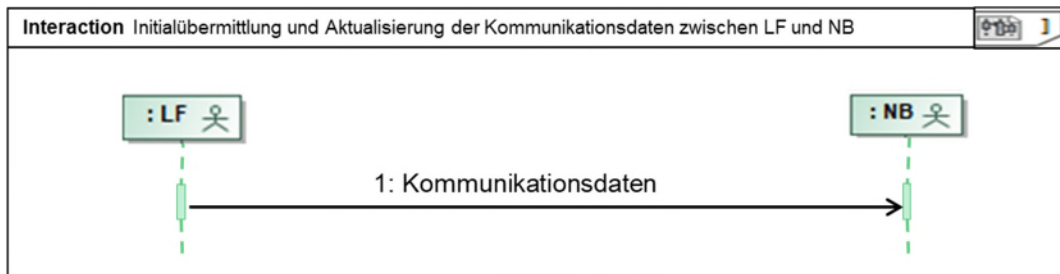 Interaction Initialübermittlung und Aktualisierung der Kommunikationsdaten zwischen LF und NB
: LF
: NB
1: Kommunikationsdaten